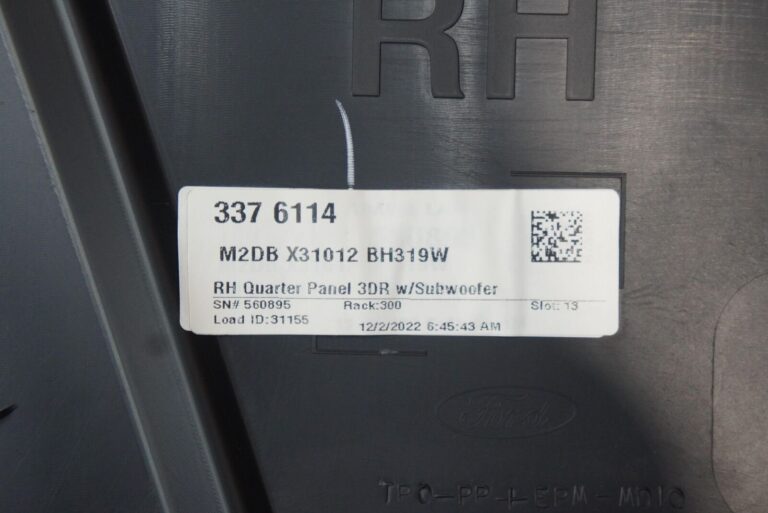 RH
337 6114
M2DB X31012 BH319W
RH Quarter Panel 3DR w/Subwoofer
SN# 560895 Rack:300 Slot: 13
Load ID:31155
12/2/2022 6:45:43 AM
Ford